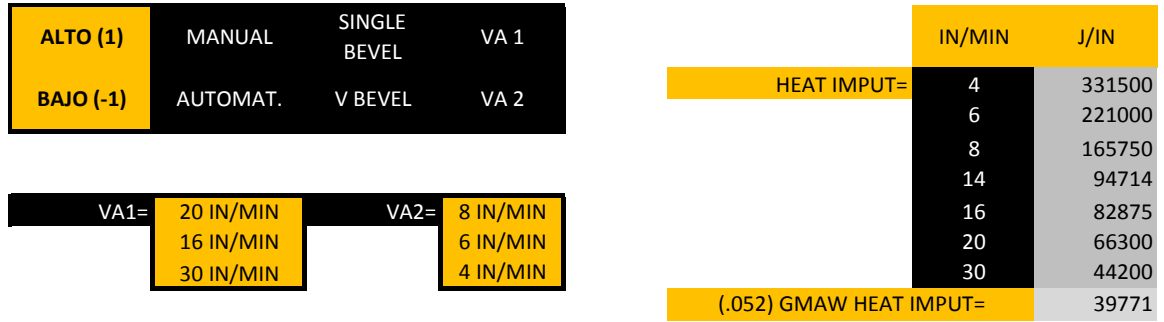 ALTO (1) MANUAL SINGLE BEVEL VA 1
BAJO (-1) AUTOMAT. V BEVEL VA 2
VA1= 20 IN/MIN VA2= 8 IN/MIN
16 IN/MIN 6 IN/MIN
30 IN/MIN 4 IN/MIN
IN/MIN J/IN
HEAT IMPUT= 4 331500
6 221000
8 165750
14 94714
16 82875
20 66300
30 44200
(.052) GMAW HEAT IMPUT= 39771